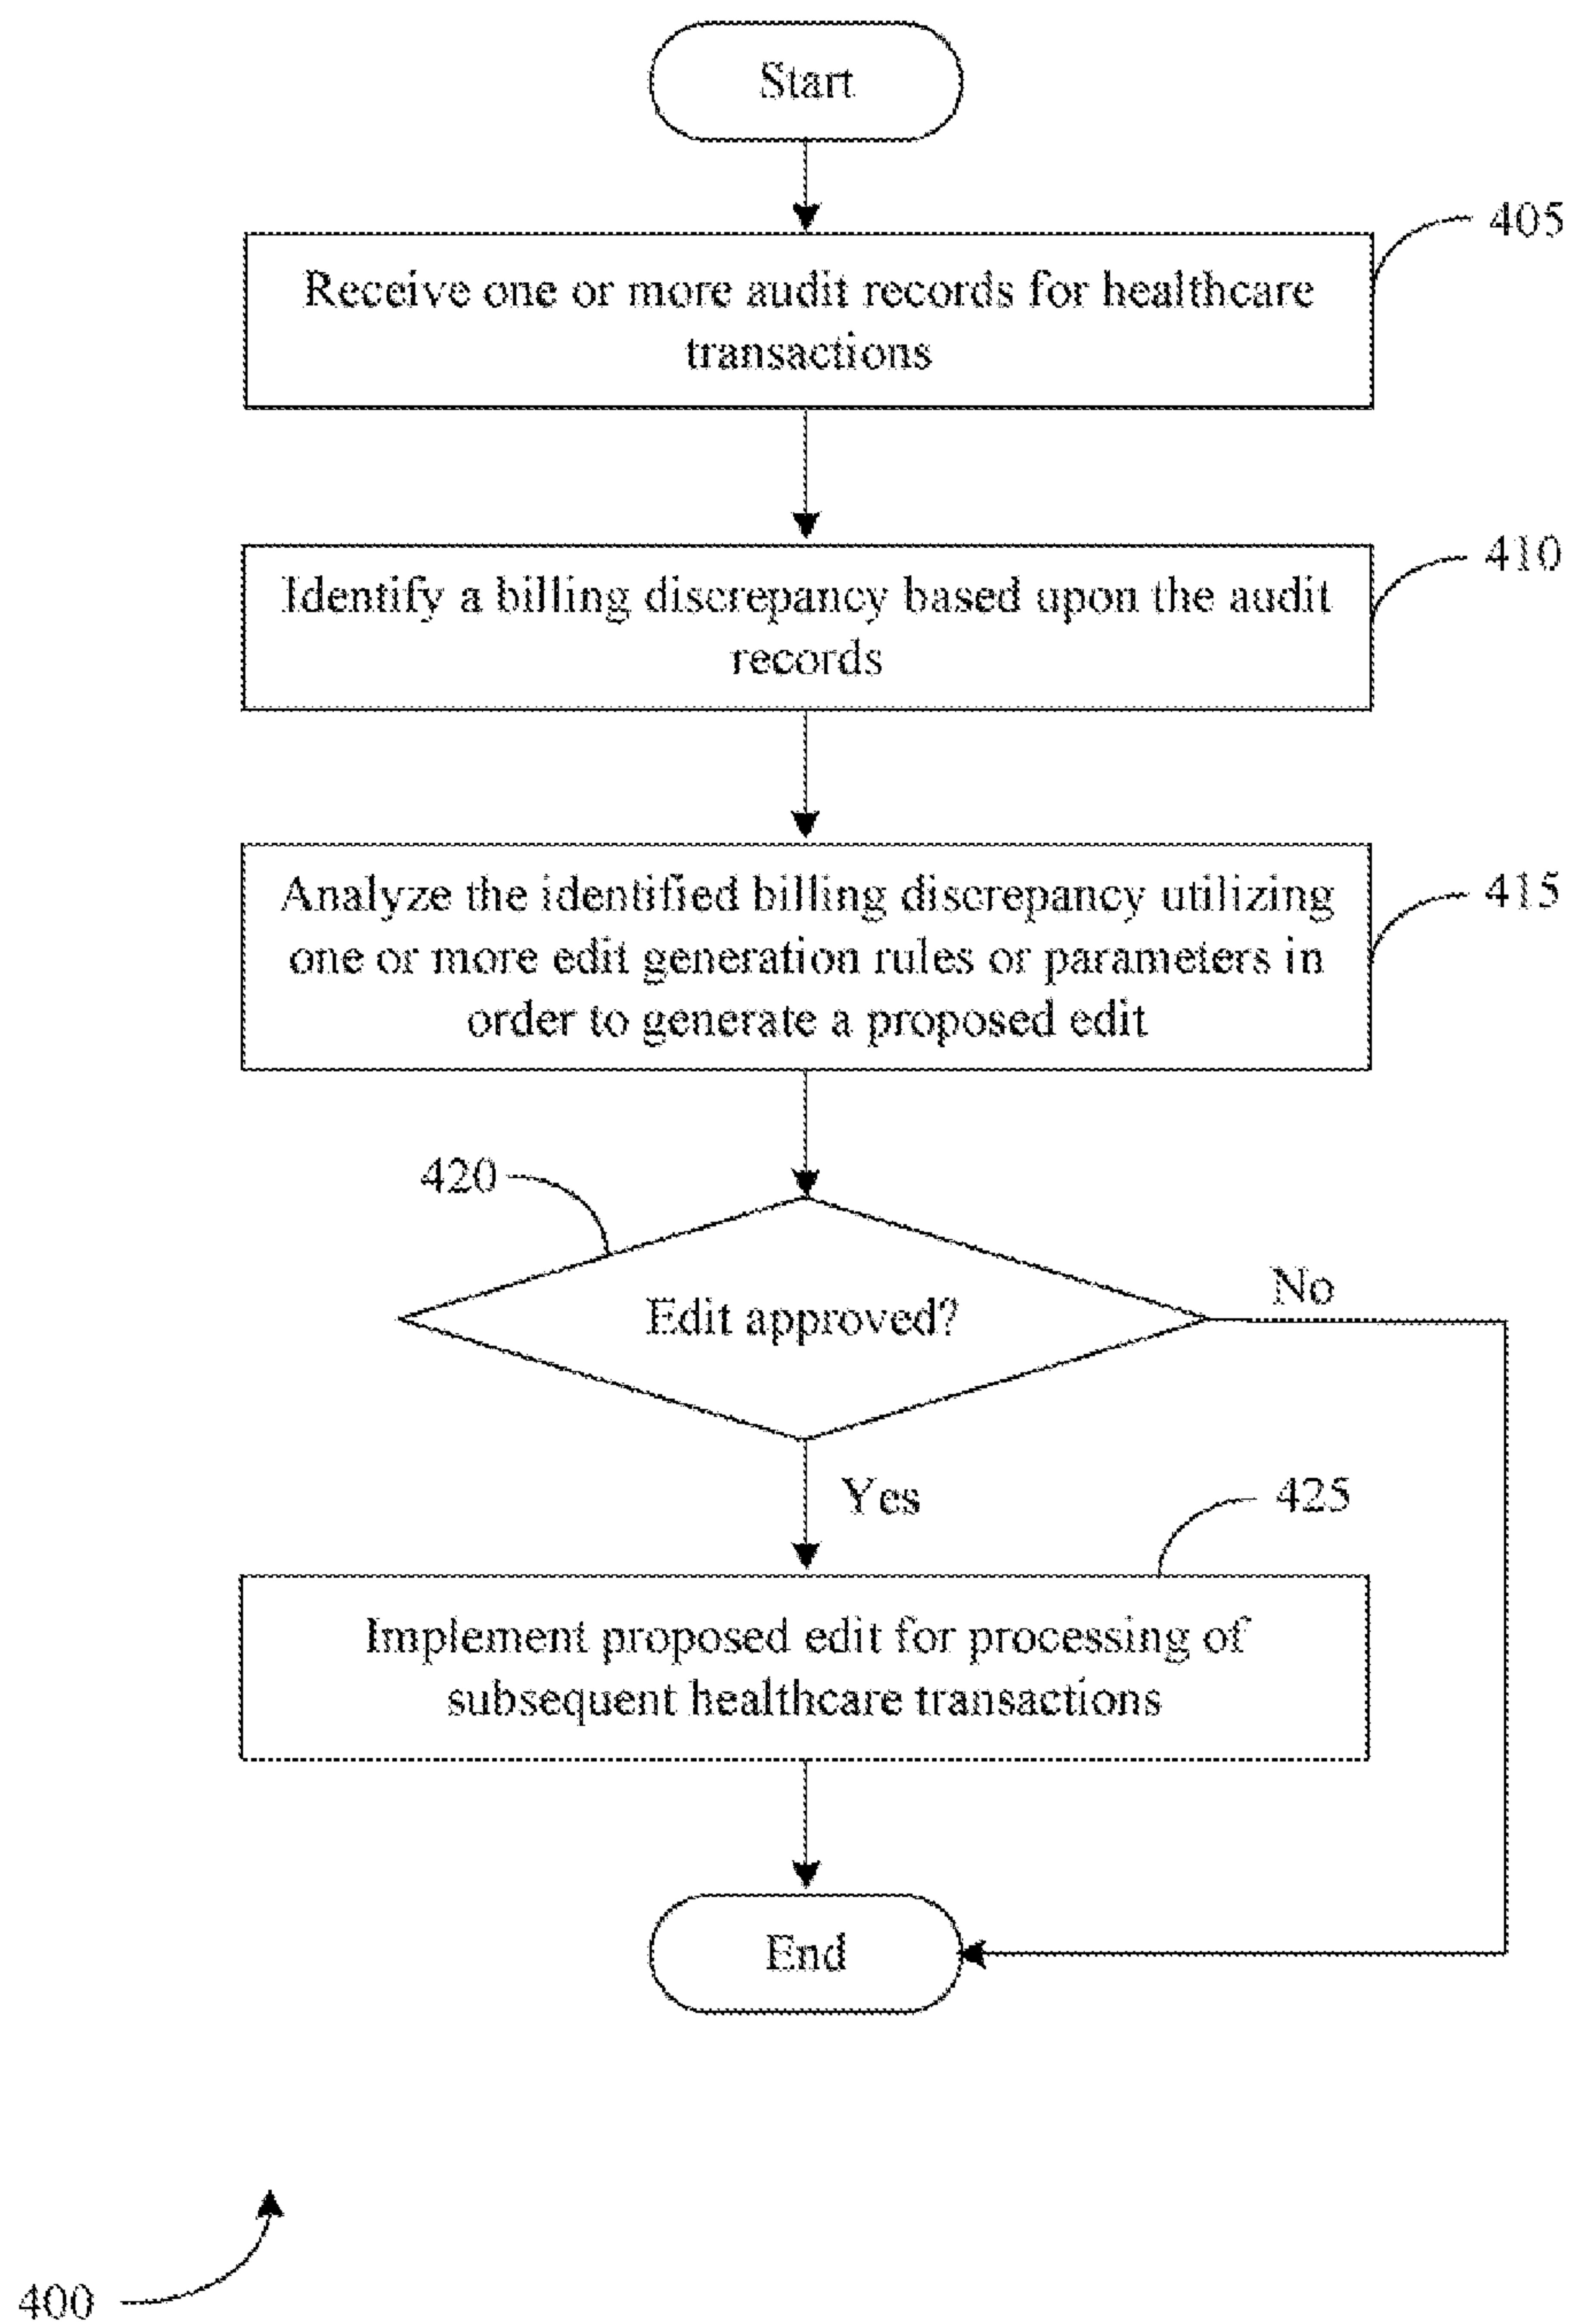 Start
405
Receive one or more audit records for healthcare
transactions
410
Identify a billing discrepancy based upon the audit
records
415
Analyze the identified billing discrepancy utilizing
one or more edit generation rules or parameters in
order to generate a proposed edit
420
Edit approved?
No
Yes
425
Implement proposed edit for processing of
subsequent healthcare transactions
End
400